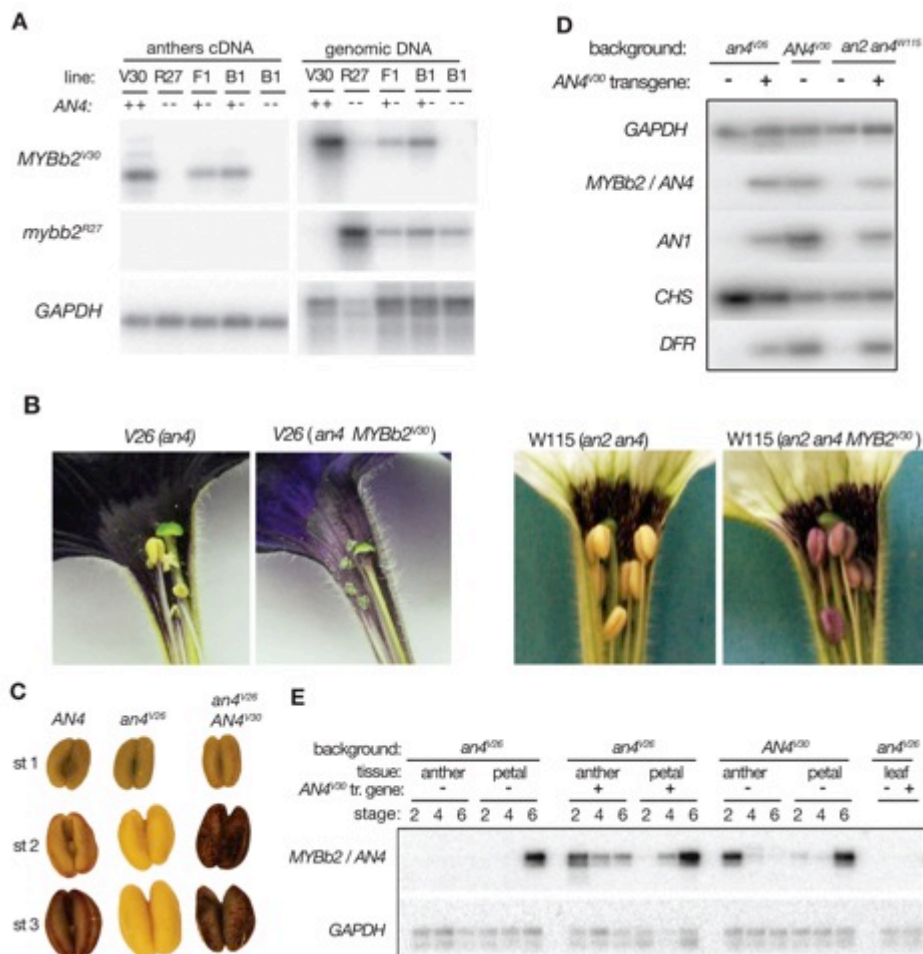 A
anthers cDNA genomic DNA
line: V30 R27 F1 B1 B1 V30 R27 F1 B1 B1
AN4: ++ -- +- +- -- ++ -- +- +- --
MYBb2V30
mybb2R27
GAPDH
D
background: an4V26 AN4V30 an2 an4W115
AN4V30 transgene: - + - - +
GAPDH
MYBb2 / AN4
AN1
CHS
DFR
B
V26 (an4) V26 ( an4 MYBb2V30) W115 (an2 an4) W115 (an2 an4 MYB2V30)
C
AN4 an4V26 an4V26
AN4V30
st 1
st 2
st 3
E
background: an4V26 an4V26 AN4V30 an4V26
tissue: anther petal anther petal anther petal leaf
AN4V30 tr. gene: - - + + - - - +
stage: 2 4 6 2 4 6 2 4 6 2 4 6 2 4 6 2 4 6
MYBb2 / AN4
GAPDH